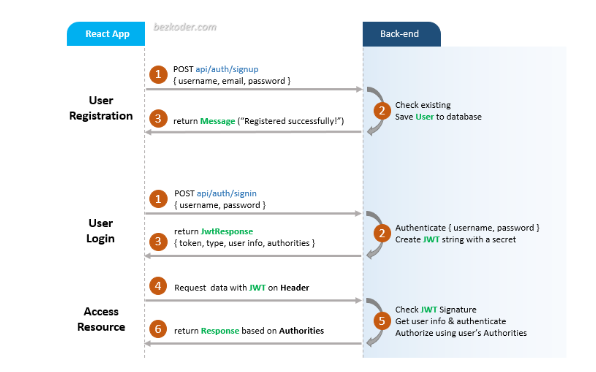 React App
bezkoder.com
Back-end
User
Registration
1
POST api/auth/signup
{ username, email, password }
2
Check existing
Save User to database
3
return Message ("Registered successfully!")
User
Login
1
POST api/auth/signin
{ username, password }
2
Authenticate { username, password }
Create JWT string with a secret
3
return JwtResponse
{ token, type, user info, authorities }
Access
Resource
4
Request data with JWT on Header
5
Check JWT Signature
Get user info & authenticate
Authorize using user's Authorities
6
return Response based on Authorities